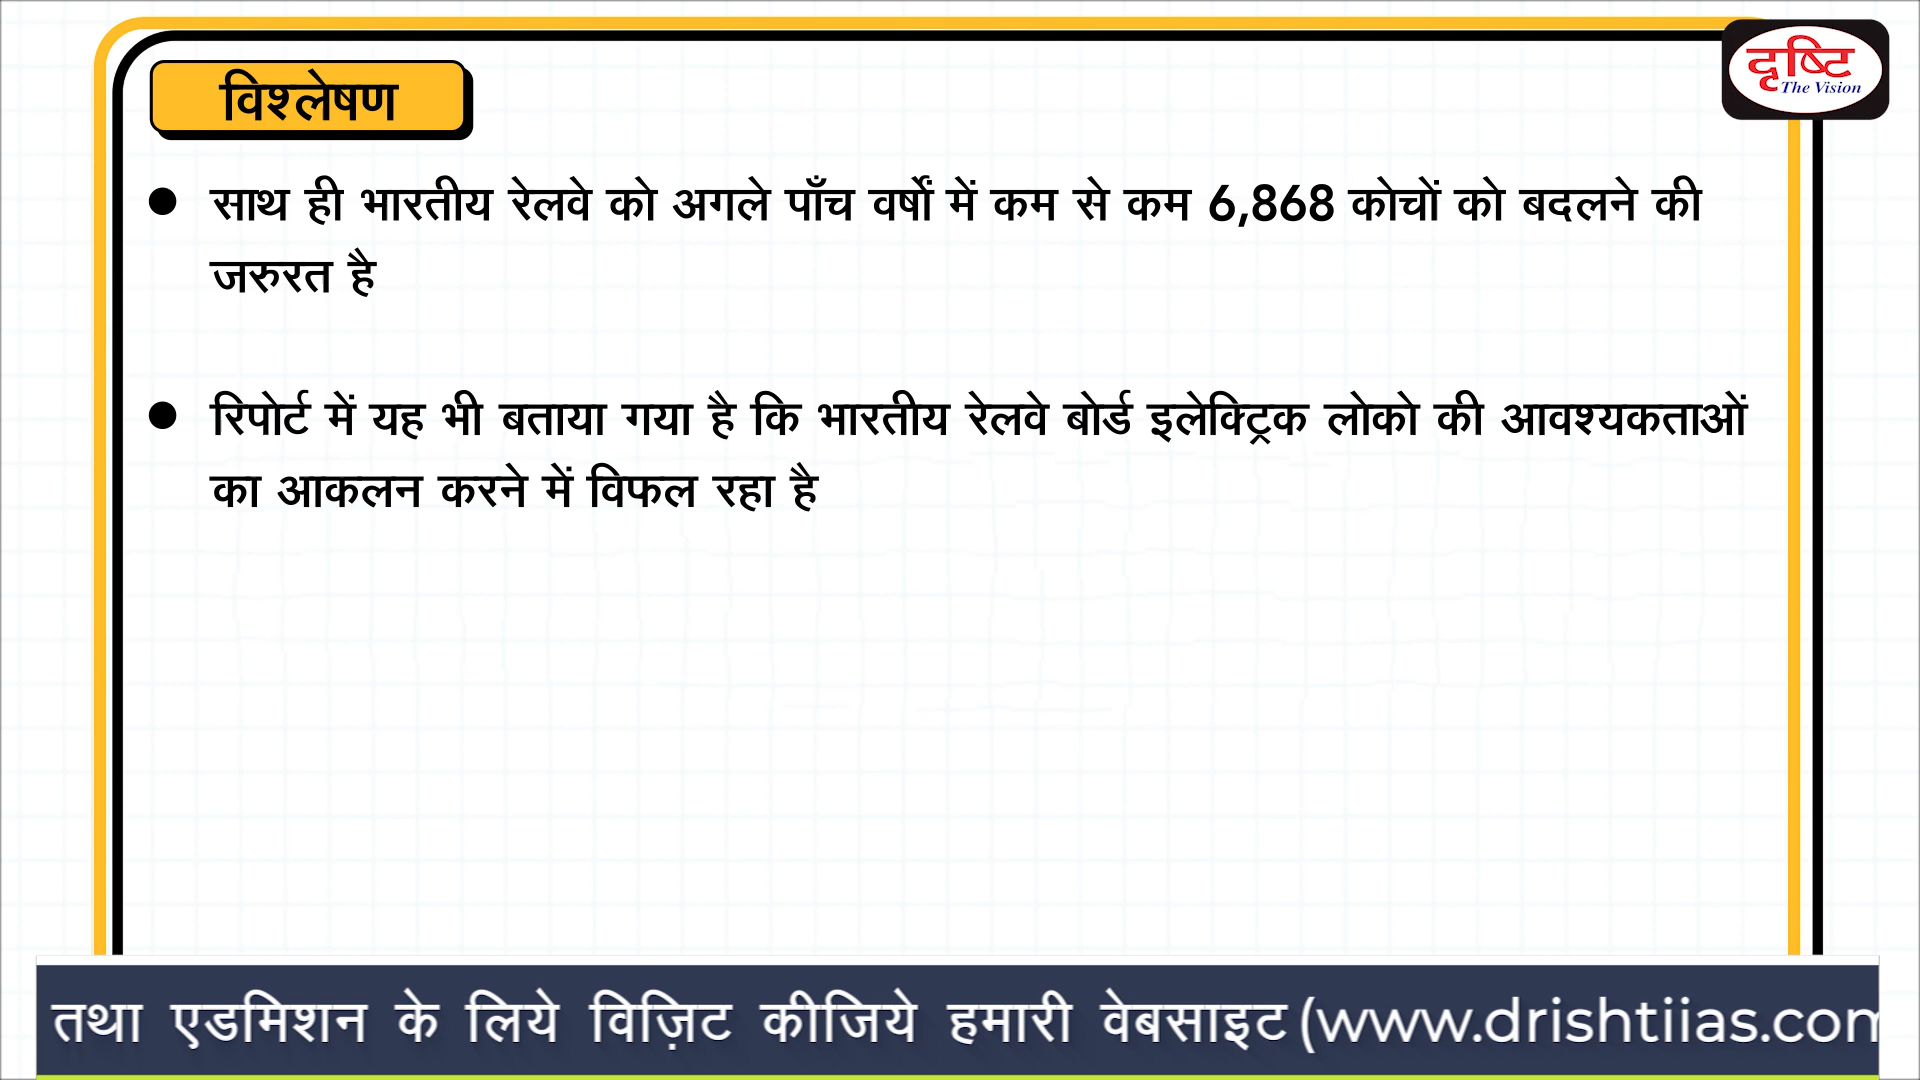 विश्लेषण
दृष्टि
The Vision
● साथ ही भारतीय रेलवे को अगले पाँच वर्षों में कम से कम 6,868 कोचों को बदलने की
जरुरत है
● रिपोर्ट में यह भी बताया गया है कि भारतीय रेलवे बोर्ड इलेक्ट्रिक लोको की आवश्यकताओं
का आकलन करने में विफल रहा है
तथा एडमिशन के लिये विज़िट कीजिये हमारी वेबसाइट (www.drishtiias.com